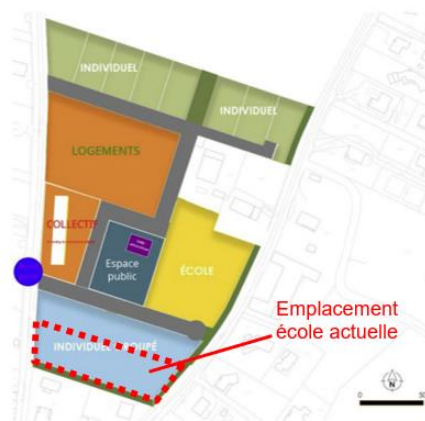 INDIVIDUEL
INDIVIDUEL
LOGEMENTS
COLLECTIF
Espace
public
ÉCOLE
INDIVIDUEL GROUPÉ
Emplacement
école actuelle
N
0